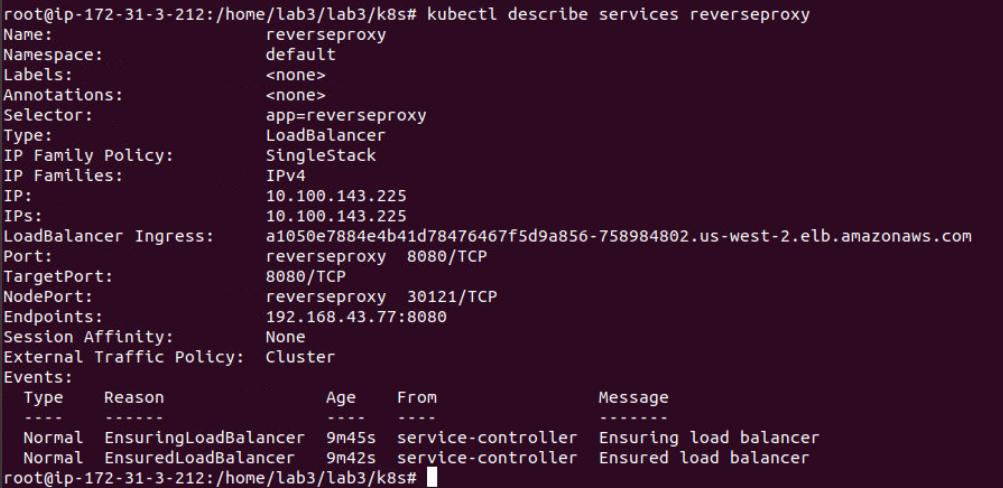 root@ip-172-31-3-212:/home/lab3/lab3/k8s# kubectl describe services reverseproxy
Name:                     reverseproxy
Namespace:                default
Labels:                   <none>
Annotations:              <none>
Selector:                 app=reverseproxy
Type:                     LoadBalancer
IP Family Policy:         SingleStack
IP Families:              IPv4
IP:                       10.100.143.225
IPs:                      10.100.143.225
LoadBalancer Ingress:     a1050e7884e4b41d78476467f5d9a856-758984802.us-west-2.elb.amazonaws.com
Port:                     reverseproxy  8080/TCP
TargetPort:               8080/TCP
NodePort:                 reverseproxy  30121/TCP
Endpoints:                192.168.43.77:8080
Session Affinity:         None
External Traffic Policy:  Cluster
Events:
  Type    Reason                Age    From                Message
  ----    ------                ----   ----                -------
  Normal  EnsuringLoadBalancer  9m45s  service-controller  Ensuring load balancer
  Normal  EnsuredLoadBalancer   9m42s  service-controller  Ensured load balancer
root@ip-172-31-3-212:/home/lab3/lab3/k8s#